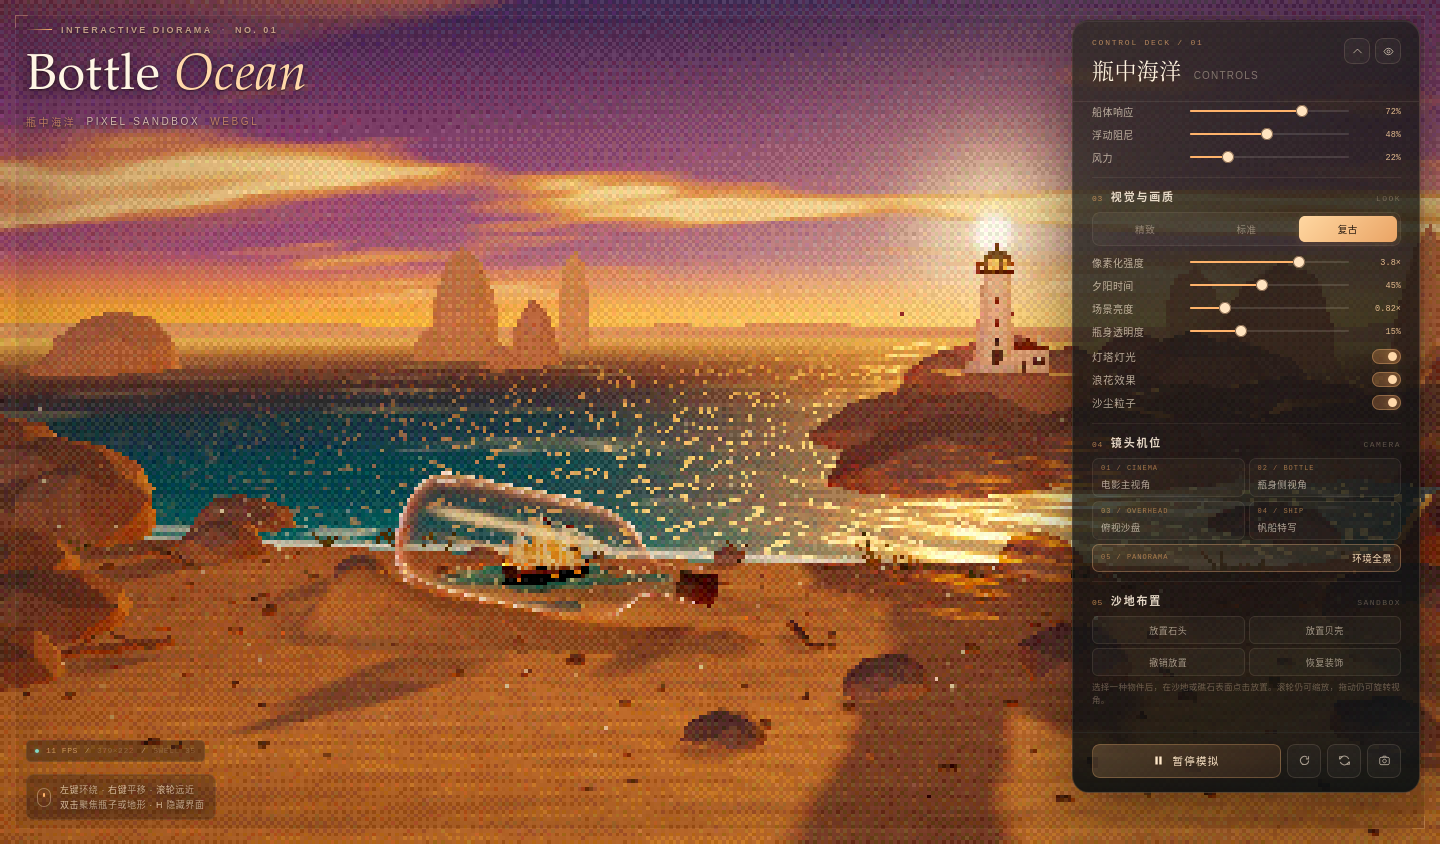 INTERACTIVE DIORAMA · NO. 01
Bottle Ocean
瓶中海洋 PIXEL SANDBOX WEBGL
CONTROL DECK / 01
瓶中海洋 CONTROLS
船体响应 72%
浮动阻尼 48%
风力 22%
03 视觉与画质 LOOK
精致 标准 复古
像素化强度 3.8×
夕阳时间 45%
场景亮度 0.82×
瓶身透明度 15%
灯塔灯光
浪花效果
沙尘粒子
04 镜头机位 CAMERA
01 / CINEMA 02 / BOTTLE
电影主视角 瓶身侧视角
03 / OVERHEAD 04 / SHIP
俯视沙盘 帆船特写
05 / PANORAMA 环境全景
05 沙地布置 SANDBOX
放置石头 放置贝壳
撤销放置 恢复装饰
选择一种物件后，在沙地或礁石表面点击放置。滚轮仍可缩放，拖动仍可旋转视
角。
暂停模拟
11 FPS
左键环绕 · 右键平移 · 滚轮远近
双击聚焦瓶子或地形 · H 隐藏界面